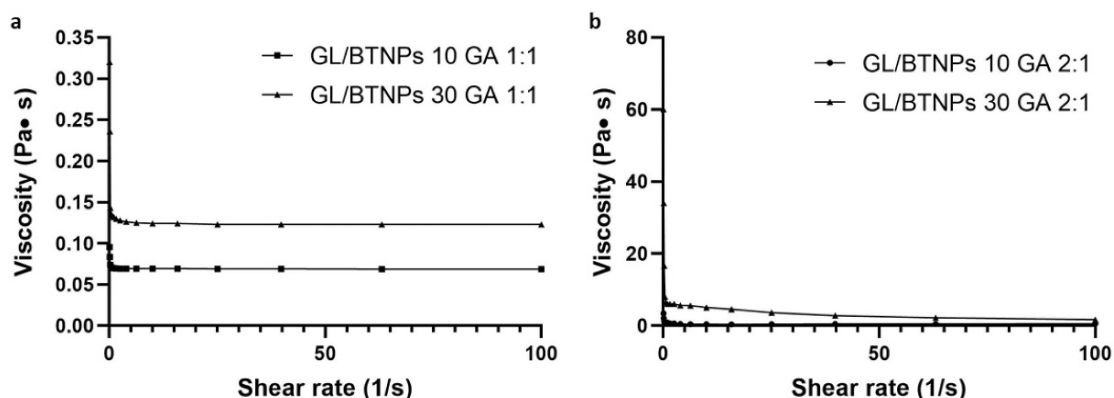 a
GL/BTNPs 10 GA 1:1
GL/BTNPs 30 GA 1:1
Viscosity (Pa• s)
0.35
0.30
0.25
0.20
0.15
0.10
0.05
0.00
0
50
100
Shear rate (1/s)
b
GL/BTNPs 10 GA 2:1
GL/BTNPs 30 GA 2:1
Viscosity (Pa• s)
80
60
40
20
0
0
50
100
Shear rate (1/s)